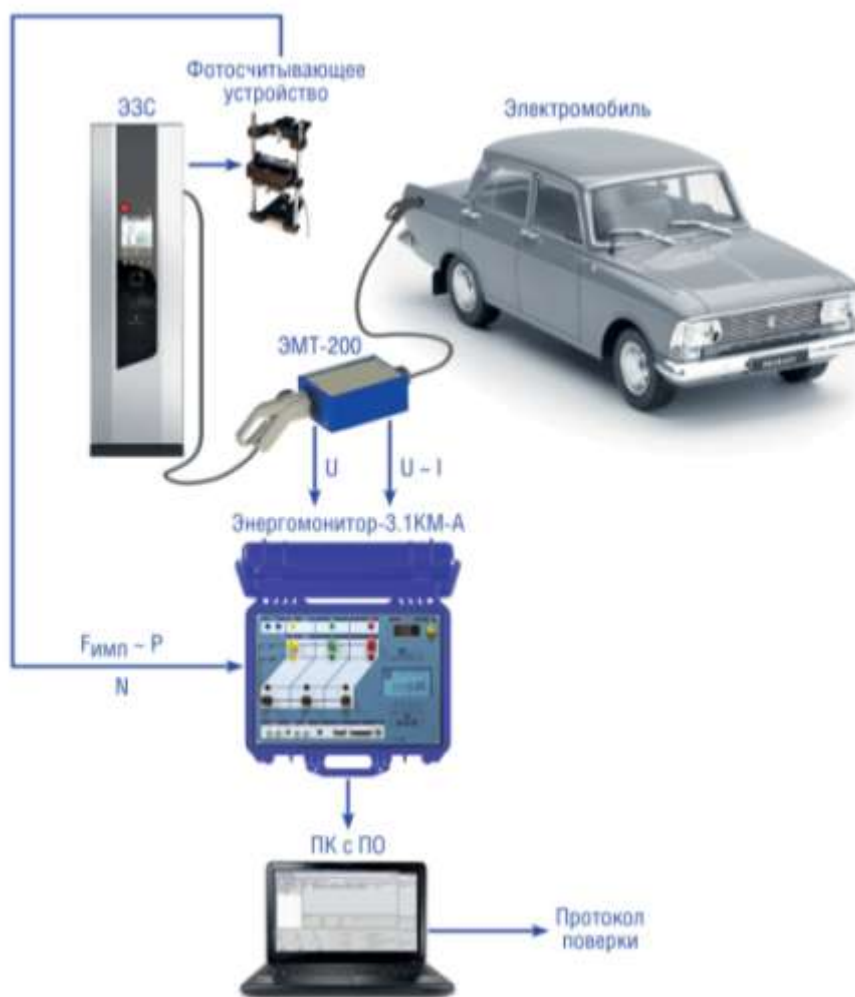 Фотосчитывающее
устройство
ЭЗС
Электромобиль
ЭМТ-200
U
U ~ I
Энергомонитор-3.1КМ-А
Fимп ~ P
N
ПК с ПО
Протокол
поверки